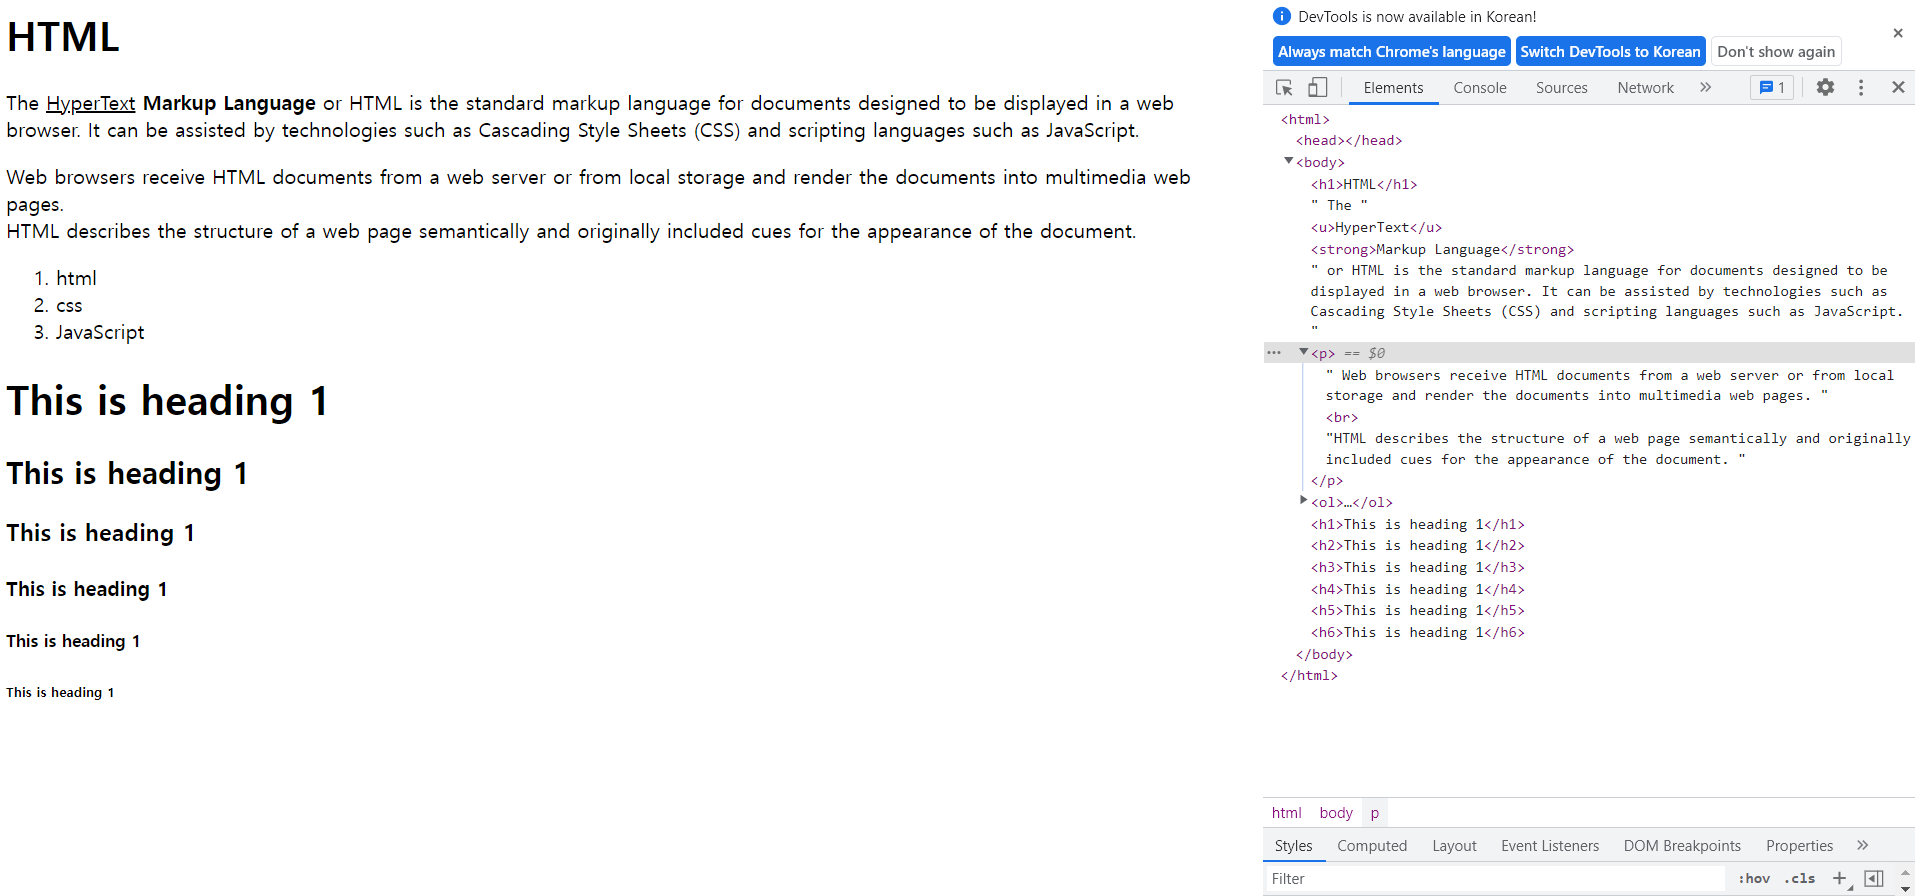 HTML
The HyperText Markup Language or HTML is the standard markup language for documents designed to be displayed in a web
browser. It can be assisted by technologies such as Cascading Style Sheets (CSS) and scripting languages such as JavaScript.
Web browsers receive HTML documents from a web server or from local storage and render the documents into multimedia web
pages.
HTML describes the structure of a web page semantically and originally included cues for the appearance of the document.
1. html
2. css
3. JavaScript
This is heading 1
This is heading 1
This is heading 1
This is heading 1
This is heading 1
This is heading 1
DevTools is now available in Korean!
Always match Chrome's language Switch DevTools to Korean Don't show again
Elements Console Sources Network » 1
<html>
<head></head>
<body>
<h1>HTML</h1>
" The "
<u>HyperText</u>
<strong>Markup Language</strong>
" or HTML is the standard markup language for documents designed to be
displayed in a web browser. It can be assisted by technologies such as
Cascading Style Sheets (CSS) and scripting languages such as JavaScript.
"
<p> == $0
" Web browsers receive HTML documents from a web server or from local
storage and render the documents into multimedia web pages. "
<br>
"HTML describes the structure of a web page semantically and originally
included cues for the appearance of the document. "
</p>
<ol>…</ol>
<h1>This is heading 1</h1>
<h2>This is heading 1</h2>
<h3>This is heading 1</h3>
<h4>This is heading 1</h4>
<h5>This is heading 1</h5>
<h6>This is heading 1</h6>
</body>
</html>
html body p
Styles Computed Layout Event Listeners DOM Breakpoints Properties »
Filter :hov .cls +